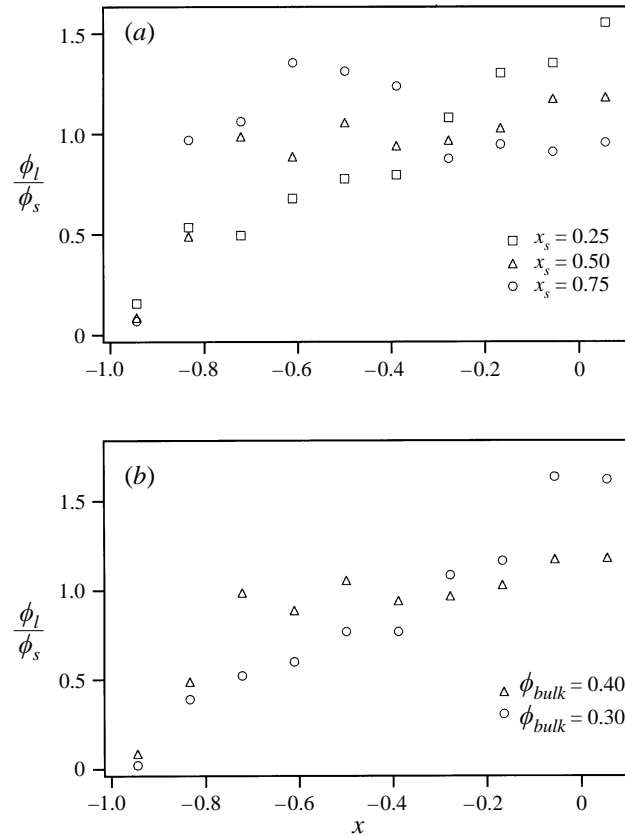 (a)
1.5
1.0
0.5
0
ϕl
ϕs
□ xs = 0.25
△ xs = 0.50
○ xs = 0.75
–1.0 –0.8 –0.6 –0.4 –0.2 0
(b)
1.5
1.0
0.5
0
ϕl
ϕs
△ ϕbulk = 0.40
○ ϕbulk = 0.30
–1.0 –0.8 –0.6 –0.4 –0.2 0
x